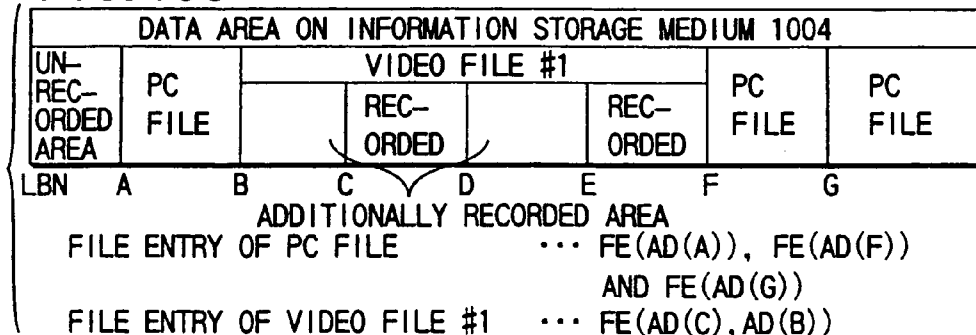 DATA AREA ON INFORMATION STORAGE MEDIUM 1004
UN-
REC-
ORDED
AREA
PC
FILE
VIDEO FILE #1
REC-
ORDED
REC-
ORDED
PC
FILE
PC
FILE
LBN A B C D E F G
ADDITIONALLY RECORDED AREA
FILE ENTRY OF PC FILE ··· FE(AD(A)), FE(AD(F))
AND FE(AD(G))
FILE ENTRY OF VIDEO FILE #1 ··· FE(AD(C),AD(B))